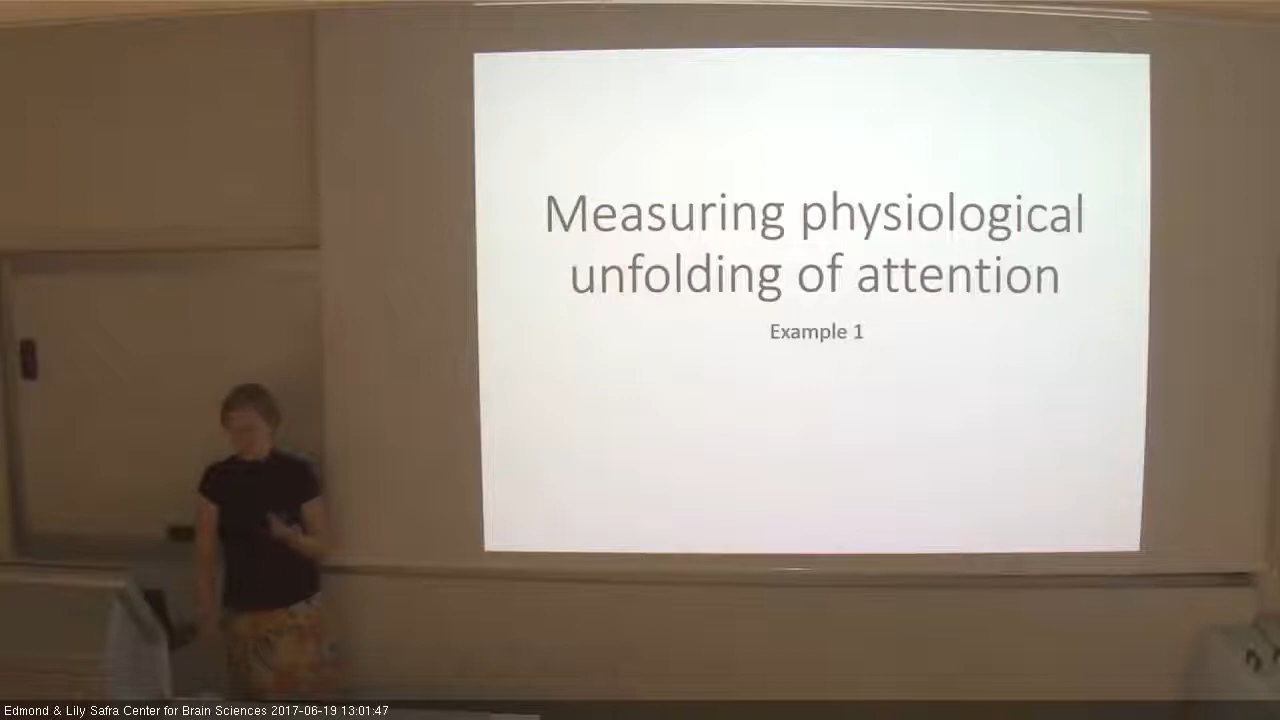 Measuring physiological
unfolding of attention
Example 1
Edmond & Lily Safra Center for Brain Sciences 2017-06-19 13:01:47